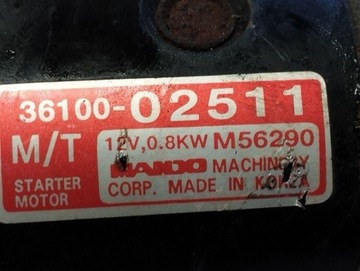 36100-02511
M/T 12V, 0.8KW M56290
STARTER MOTOR
MANDO MACHINERY
CORP. MADE IN KOREA